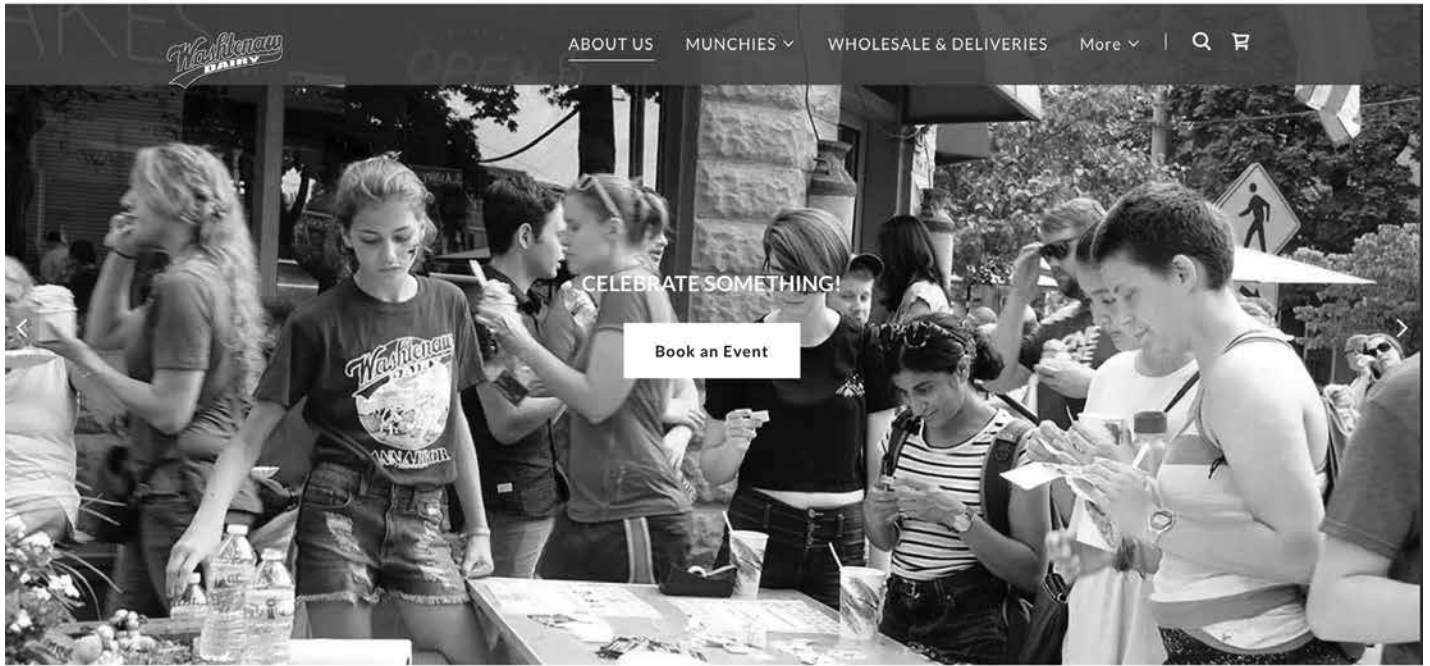 Washtenaw
DAIRY
ABOUT US
MUNCHIES
WHOLESALE & DELIVERIES
More
CELEBRATE SOMETHING!
Book an Event
Washtenaw
DAIRY
ANN ARBOR